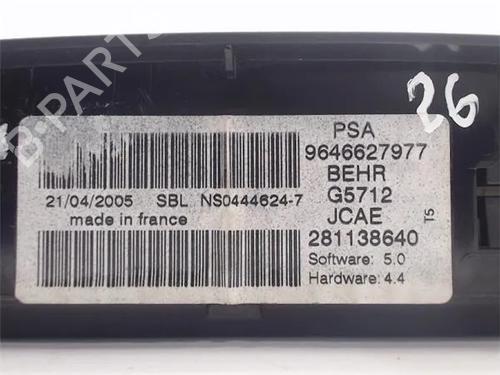 B-PARTS
26
PSA
9646627977
BEHR
G5712
JCAE
281138640
T5
Software: 5.0
Hardware: 4.4
21/04/2005 SBL NS0444624-7
made in france